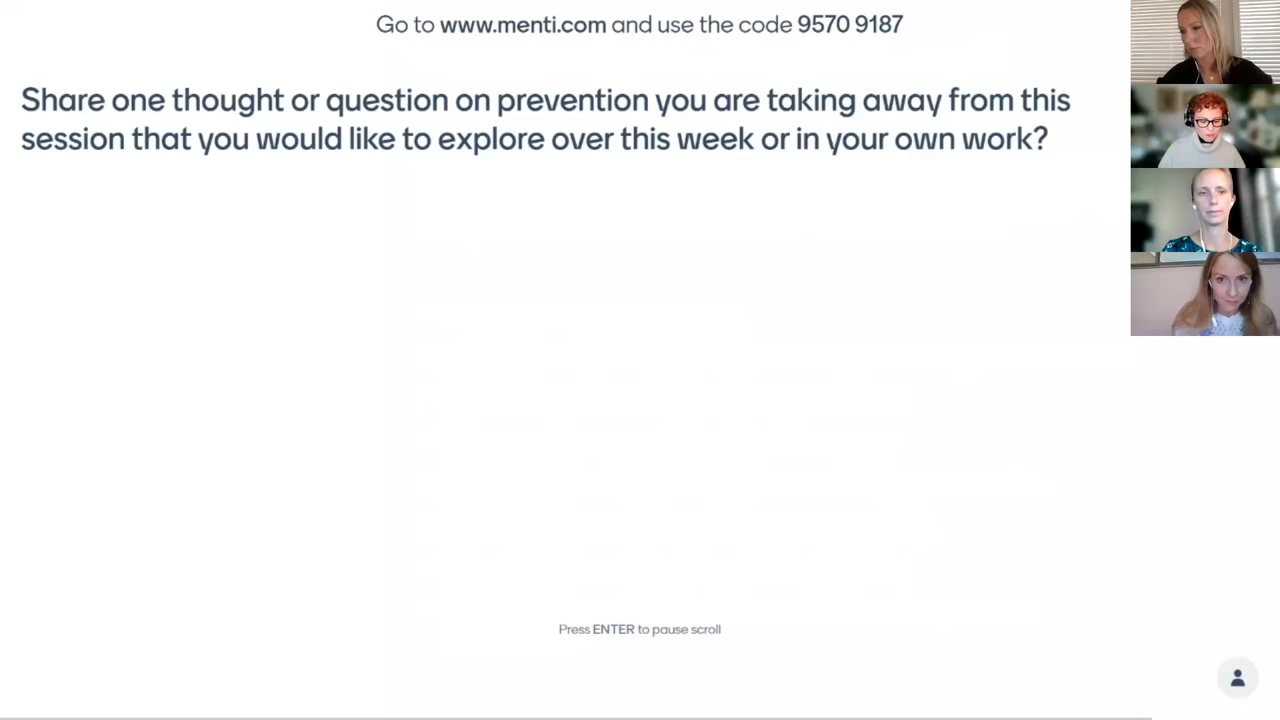 Go to www.menti.com and use the code 9570 9187
Share one thought or question on prevention you are taking away from this
session that you would like to explore over this week or in your own work?
Press ENTER to pause scroll